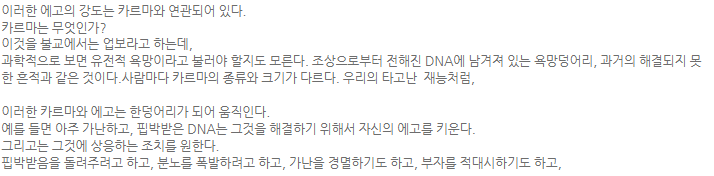 이러한 에고의 강도는 카르마와 연관되어 있다.
카르마는 무엇인가?
이것을 불교에서는 업보라고 하는데,
과학적으로 보면 유전적 욕망이라고 불러야 할지도 모른다. 조상으로부터 전해진 DNA에 남겨져 있는 욕망덩어리, 과거의 해결되지 못
한 흔적과 같은 것이다.사람마다 카르마의 종류와 크기가 다르다. 우리의 타고난  재능처럼,

이러한 카르마와 에고는 한덩어리가 되어 움직인다.
예를 들면 아주 가난하고, 핍박받은 DNA는 그것을 해결하기 위해서 자신의 에고를 키운다.
그리고는 그것에 상응하는 조치를 원한다.
핍박받음을 돌려주려고 하고, 분노를 폭발하려고 하고, 가난을 경멸하기도 하고, 부자를 적대시하기도 하고,